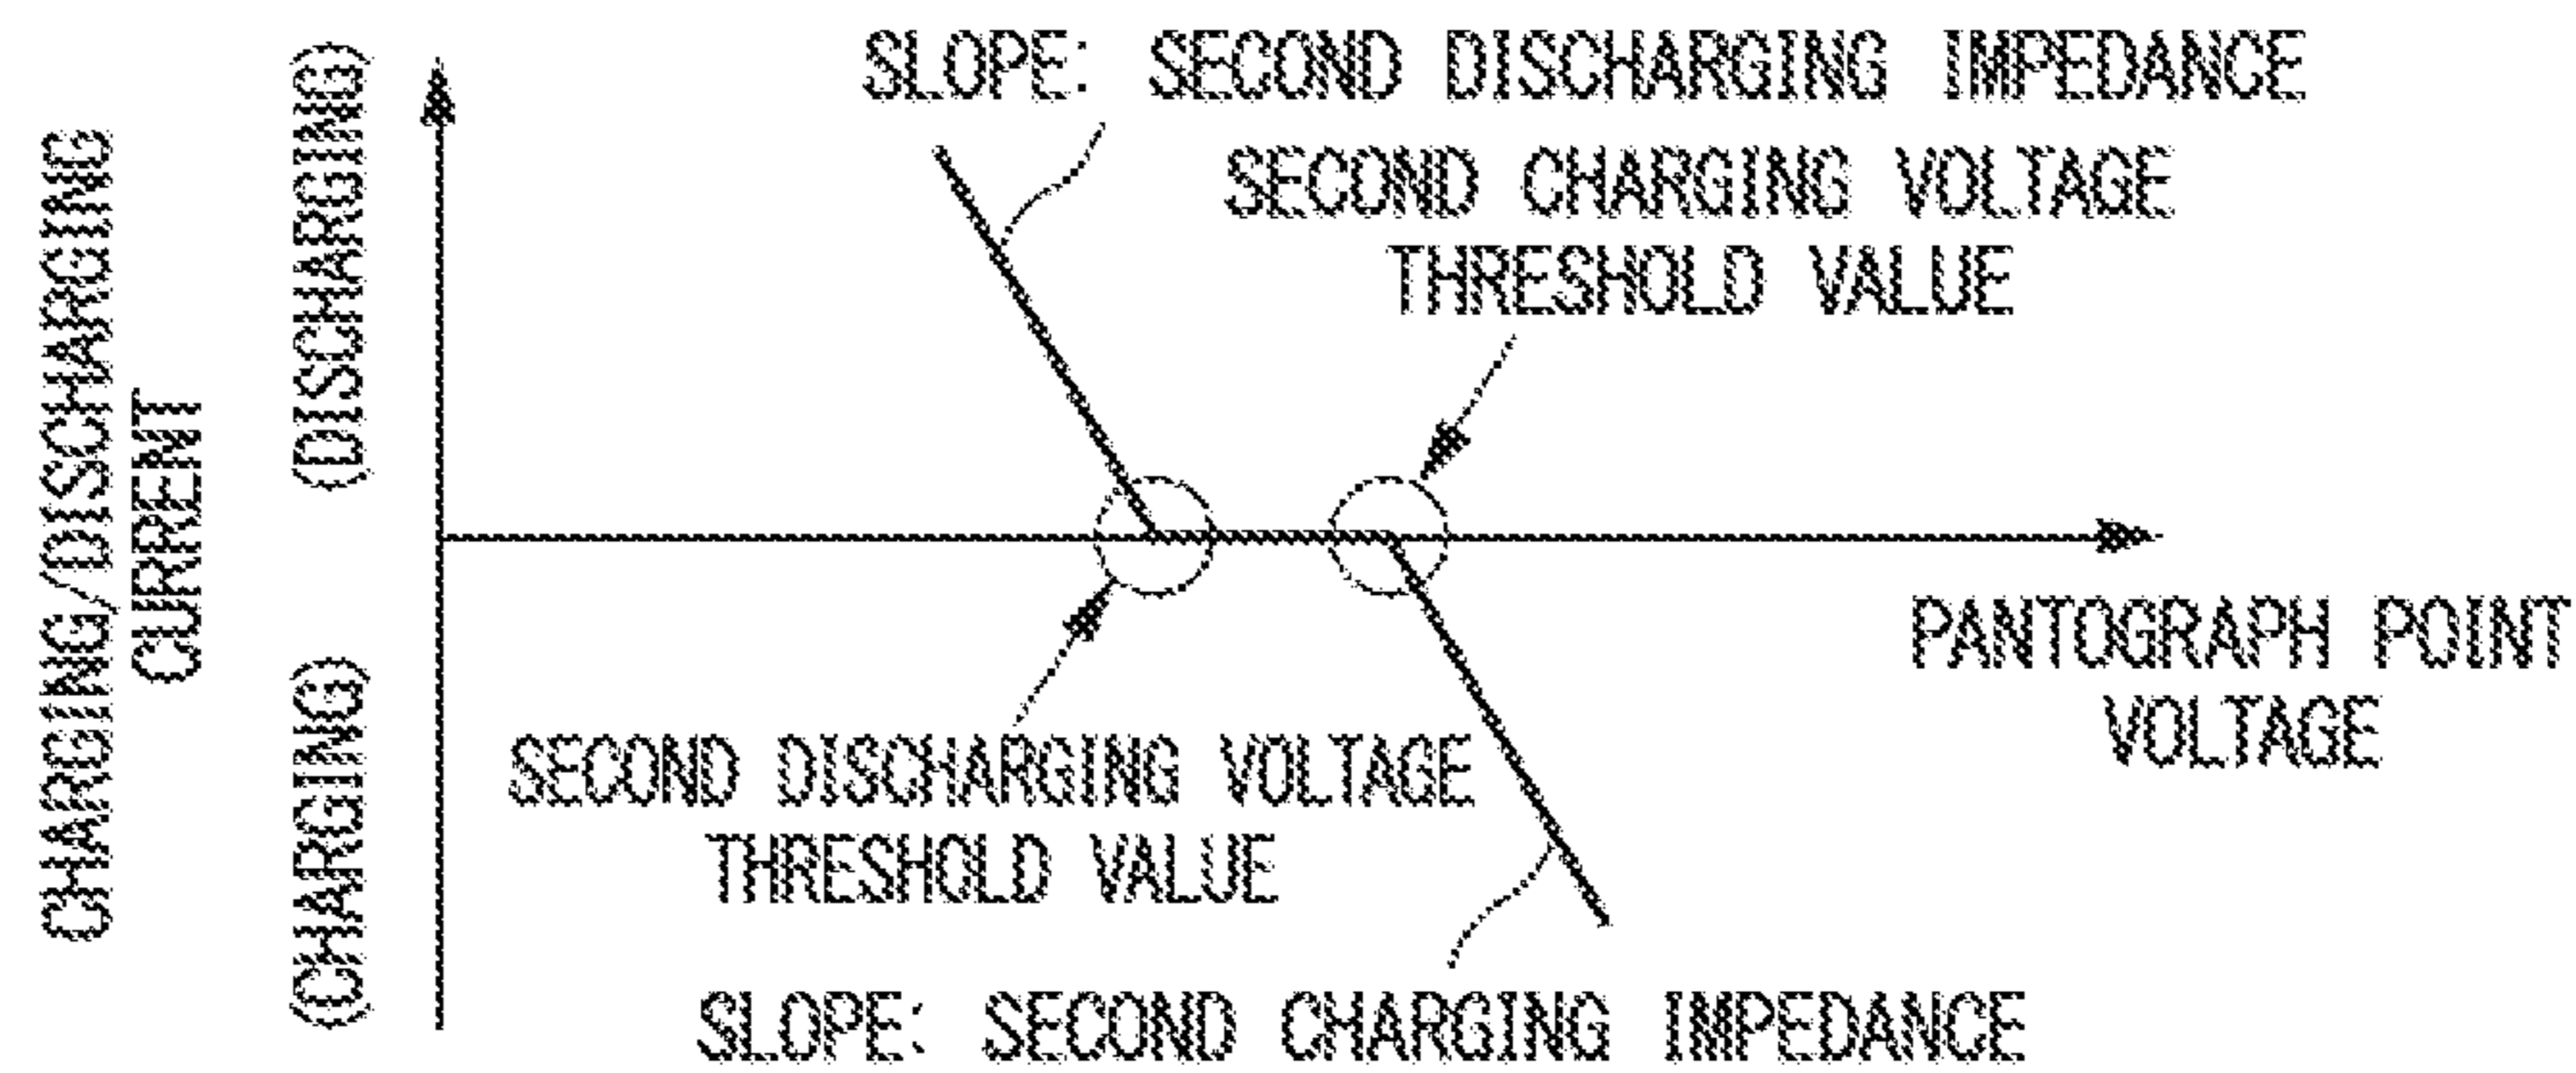 SLOPE: SECOND DISCHARGING IMPEDANCE
SECOND CHARGING VOLTAGE
THRESHOLD VALUE
CHARGING/DISCHARGING
CURRENT
(DISCHARGING)
(CHARGING)
PANTOGRAPH POINT
VOLTAGE
SECOND DISCHARGING VOLTAGE
THRESHOLD VALUE
SLOPE: SECOND CHARGING IMPEDANCE